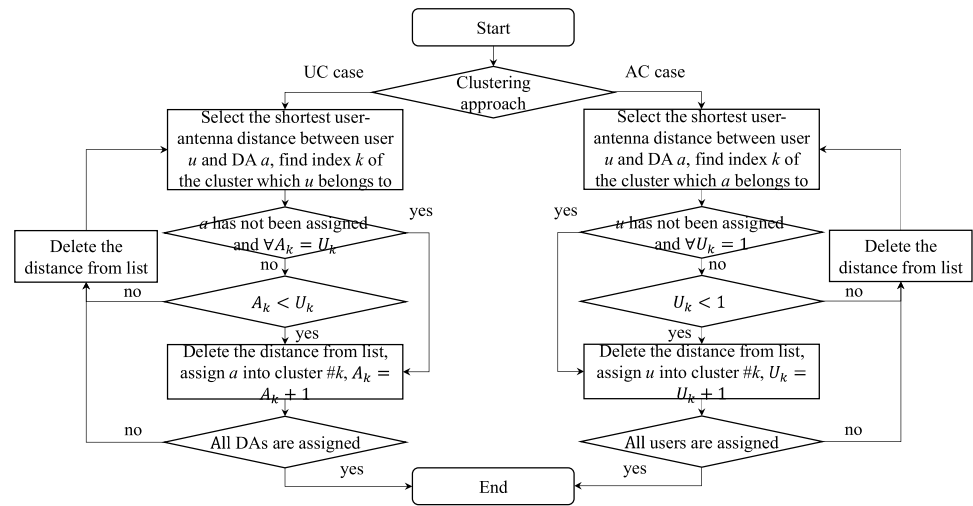 Start
Clustering
approach
UC case
AC case
Select the shortest user-
antenna distance between user
u and DA a, find index k of
the cluster which u belongs to
a has not been assigned
and ∀A_k = U_k
yes
no
A_k < U_k
no
yes
Delete the
distance from list
Delete the distance from list,
assign a into cluster #k, A_k =
A_k + 1
All DAs are assigned
no
yes
Select the shortest user-
antenna distance between user
u and DA a, find index k of
the cluster which a belongs to
u has not been assigned
and ∀U_k = 1
yes
no
U_k < 1
no
yes
Delete the
distance from list
Delete the distance from list,
assign u into cluster #k, U_k =
U_k + 1
All users are assigned
no
yes
End